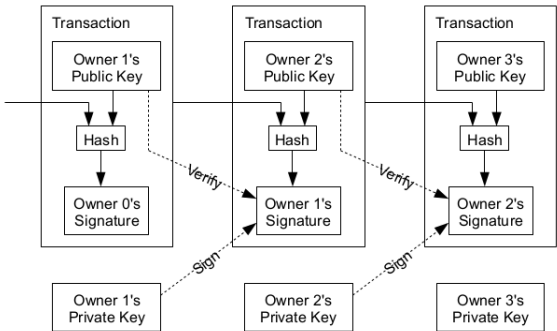 Transaction
Owner 1's
Public Key
Hash
Owner 0's
Signature
Transaction
Owner 2's
Public Key
Hash
Verify
Owner 1's
Signature
Transaction
Owner 3's
Public Key
Hash
Verify
Owner 2's
Signature
Sign
Sign
Owner 1's
Private Key
Owner 2's
Private Key
Owner 3's
Private Key